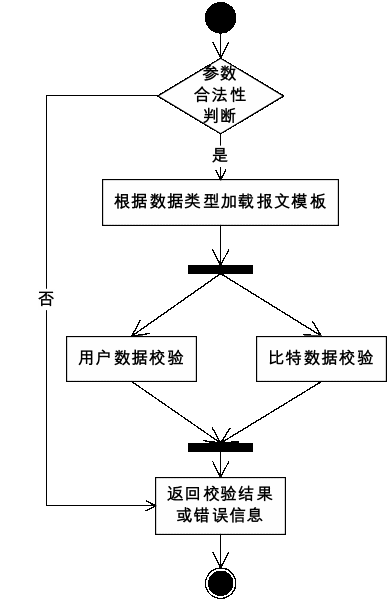 参数
合法性
判断
是
根据数据类型加载报文模板
否
用户数据校验
比特数据校验
返回校验结果
或错误信息